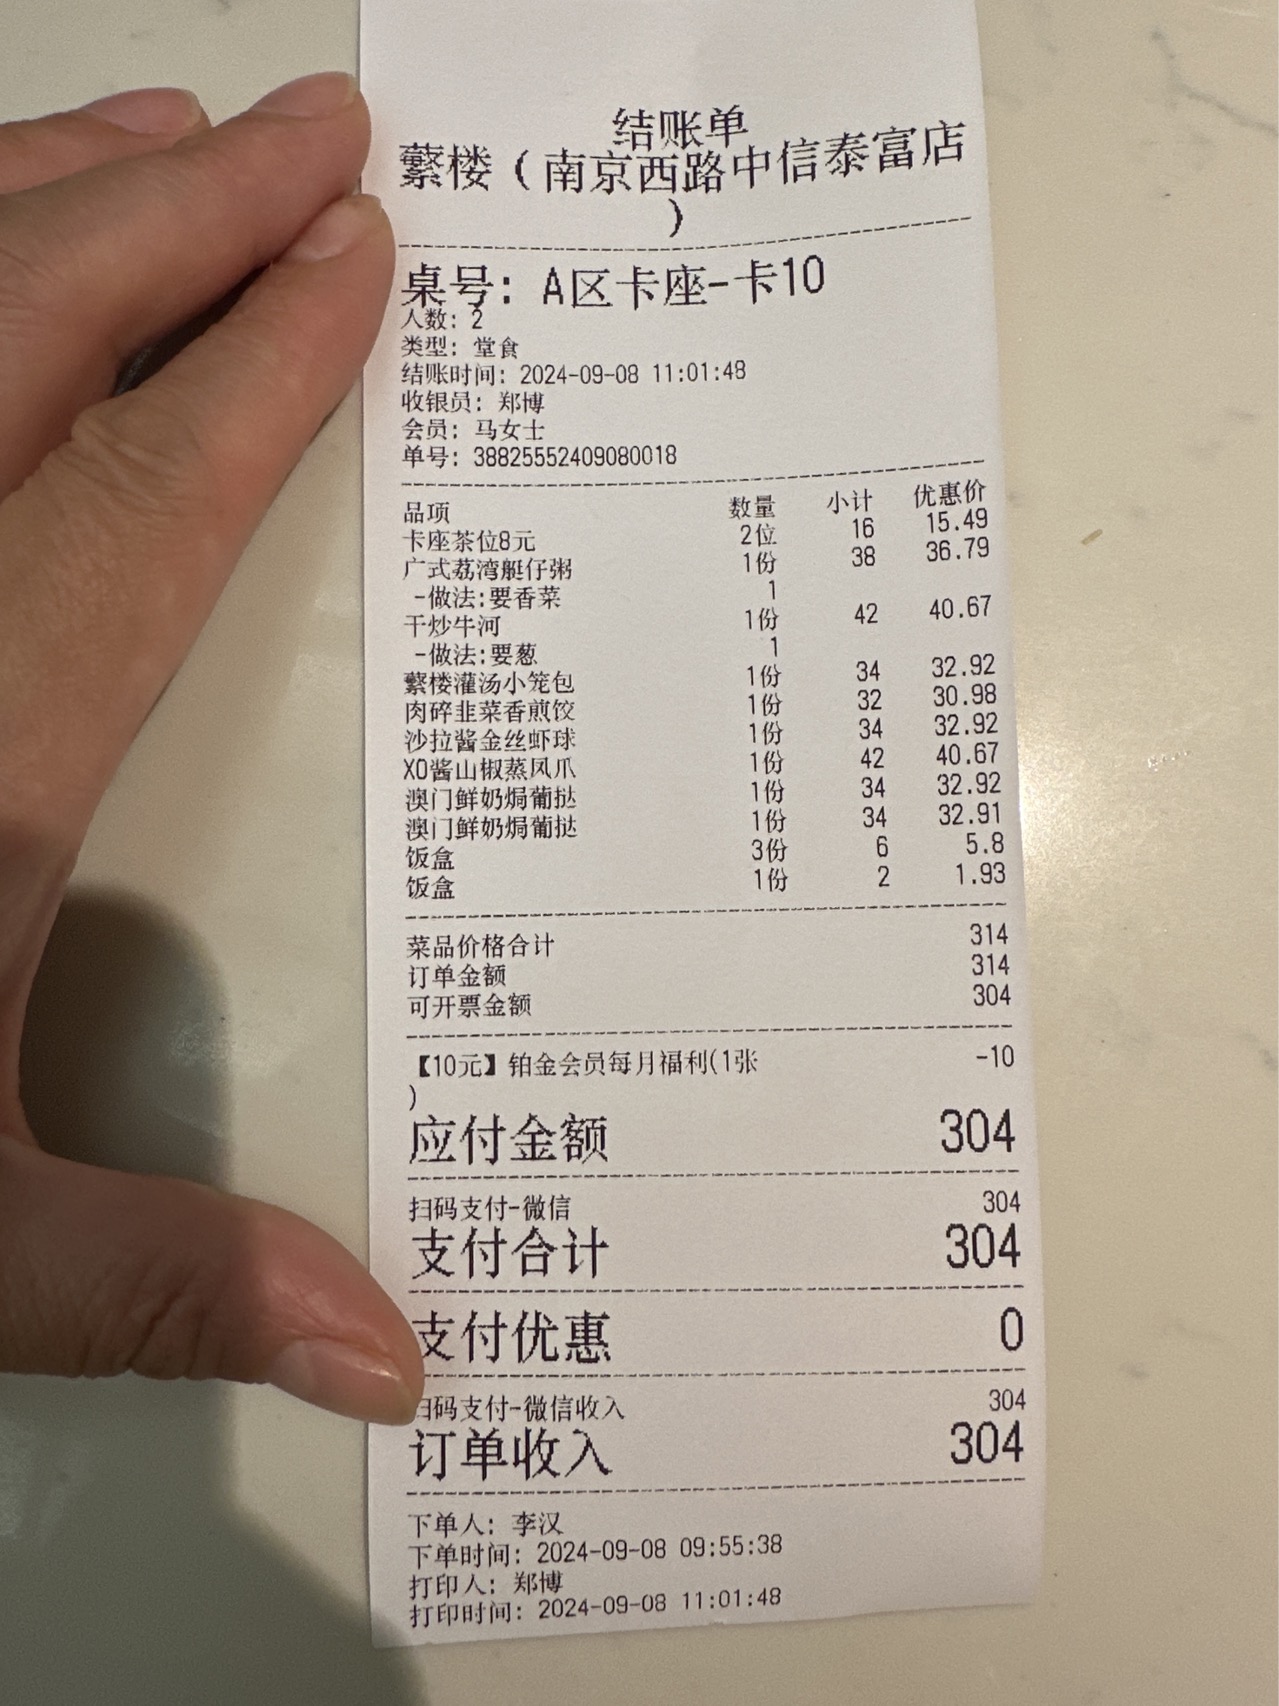 结账单
蘩楼（南京西路中信泰富店
）
桌号：A区卡座-卡10
人数：2
类型：堂食
结账时间：2024-09-08 11:01:48
收银员：郑博
会员：马女士
单号：38825552409080018
品项 数量 小计 优惠价
卡座茶位8元 2位 16 15.49
广式荔湾艇仔粥 1份 38 36.79
-做法:要香菜 1
干炒牛河 1份 42 40.67
-做法:要葱 1
蘩楼灌汤小笼包 1份 34 32.92
肉碎韭菜香煎饺 1份 32 30.98
沙拉酱金丝虾球 1份 34 32.92
XO酱山椒蒸凤爪 1份 42 40.67
澳门鲜奶焗葡挞 1份 34 32.92
澳门鲜奶焗葡挞 1份 34 32.91
饭盒 3份 6 5.8
饭盒 1份 2 1.93
菜品价格合计 314
订单金额 314
可开票金额 304
【10元】铂金会员每月福利(1张 -10
)
应付金额 304
扫码支付-微信 304
支付合计 304
支付优惠 0
扫码支付-微信收入 304
订单收入 304
下单人：李汉
下单时间：2024-09-08 09:55:38
打印人：郑博
打印时间：2024-09-08 11:01:48